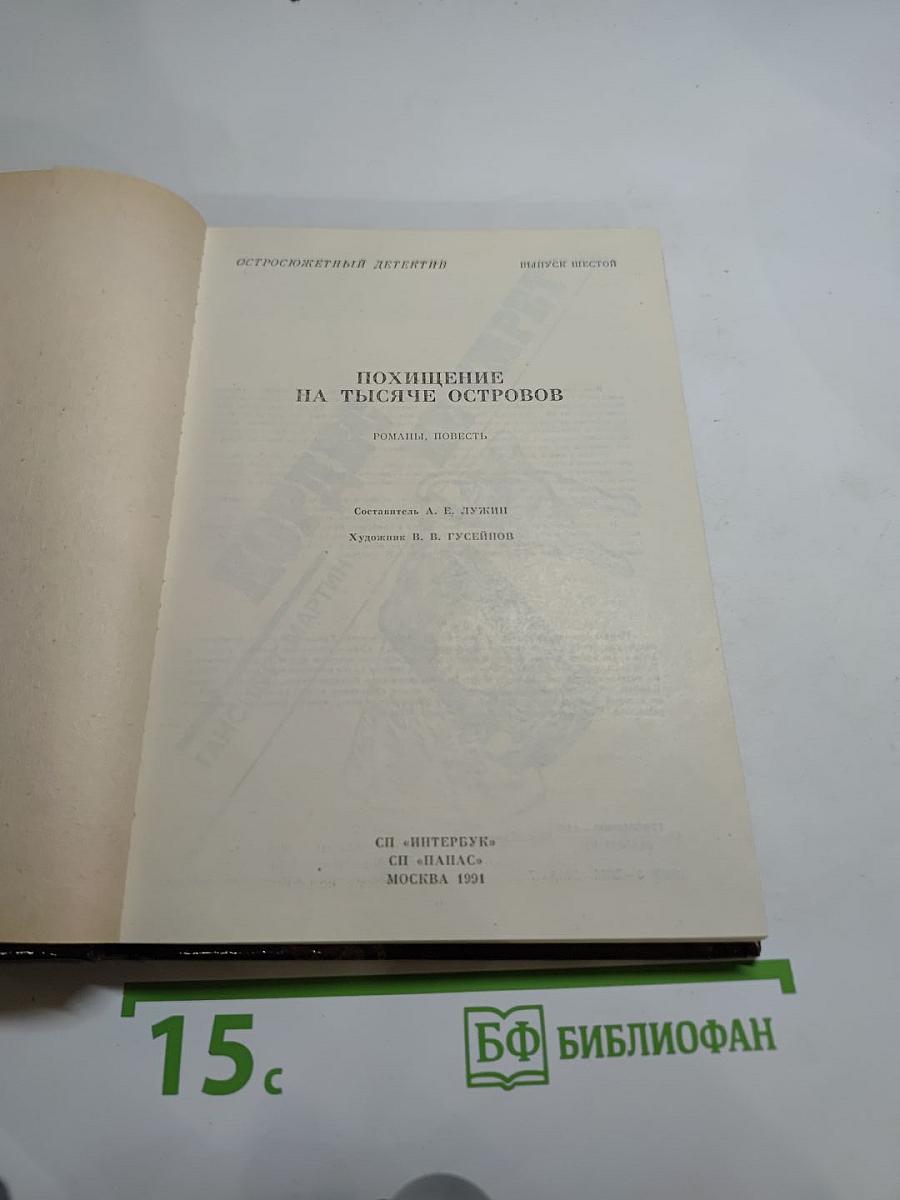 ОСТРОСЮЖЕТНЫЙ ДЕТЕКТИВ ВЫПУСК ШЕСТОЙ
ПОХИЩЕНИЕ
НА ТЫСЯЧЕ ОСТРОВОВ
РОМАНЫ, ПОВЕСТЬ
Составитель А. Е. ЛУЖИН
Художник В. В. ГУСЕЙНОВ
СП «ИНТЕРБУК»
СП «ПАПАС»
МОСКВА 1991
15 с
БФ БИБЛИОФАН